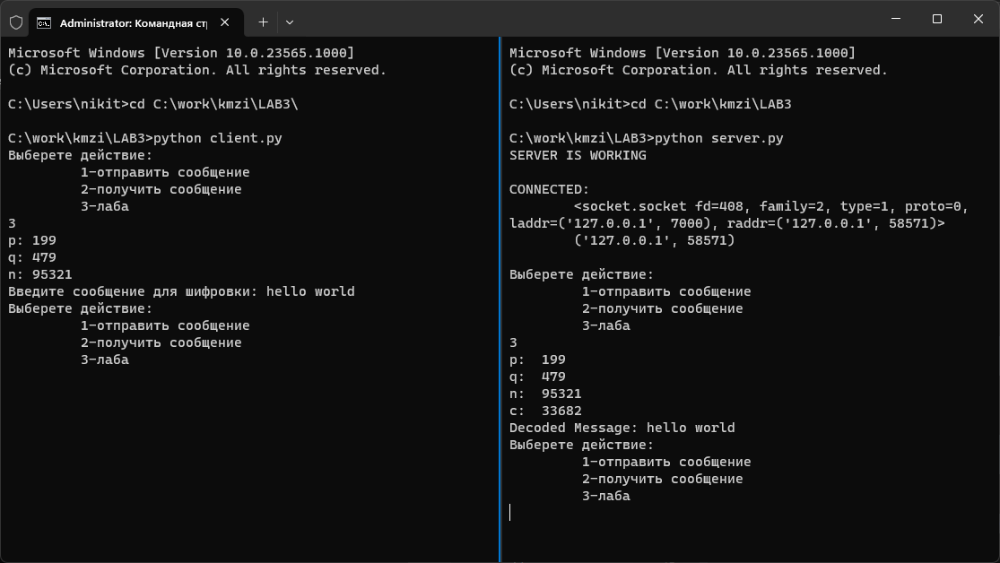 Administrator: Командная стр
Microsoft Windows [Version 10.0.23565.1000]
(c) Microsoft Corporation. All rights reserved.
C:\Users\nikit>cd C:\work\kmzi\LAB3\
C:\work\kmzi\LAB3>python client.py
Выберете действие:
1-отправить сообщение
2-получить сообщение
3-лаба
3
p: 199
q: 479
n: 95321
Введите сообщение для шифровки: hello world
Выберете действие:
1-отправить сообщение
2-получить сообщение
3-лаба
Microsoft Windows [Version 10.0.23565.1000]
(c) Microsoft Corporation. All rights reserved.
C:\Users\nikit>cd C:\work\kmzi\LAB3
C:\work\kmzi\LAB3>python server.py
SERVER IS WORKING
CONNECTED:
<socket.socket fd=408, family=2, type=1, proto=0,
laddr=('127.0.0.1', 7000), raddr=('127.0.0.1', 58571)>
('127.0.0.1', 58571)
Выберете действие:
1-отправить сообщение
2-получить сообщение
3-лаба
3
p:  199
q:  479
n:  95321
c:  33682
Decoded Message: hello world
Выберете действие:
1-отправить сообщение
2-получить сообщение
3-лаба